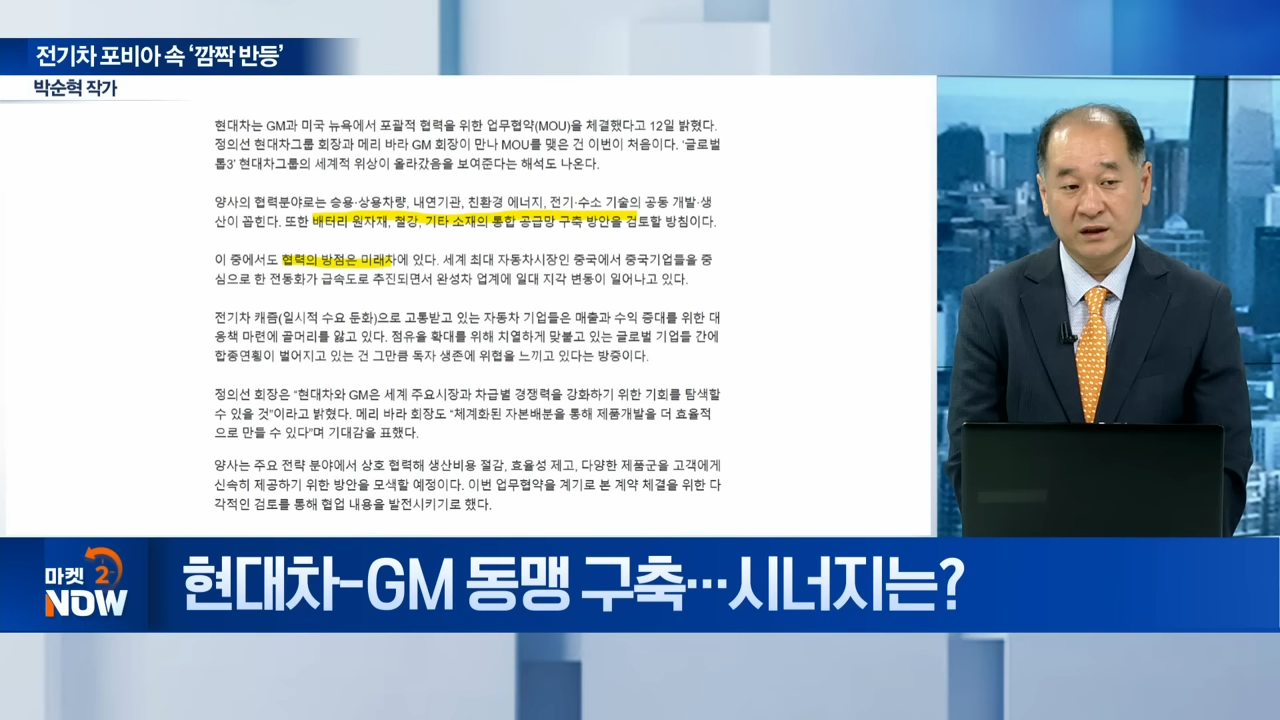 전기차 포비아 속 ‘깜짝 반등’
박순혁 작가
현대차는 GM과 미국 뉴욕에서 포괄적 협력을 위한 업무협약(MOU)을 체결했다고 12일 밝혔다.
정의선 현대차그룹 회장과 메리 바라 GM 회장이 만나 MOU를 맺은 건 이번이 처음이다. ‘글로벌
톱3’ 현대차그룹의 세계적 위상이 올라갔음을 보여준다는 해석도 나온다.
양사의 협력분야로는 승용·상용차량, 내연기관, 친환경 에너지, 전기·수소 기술의 공동 개발·생
산이 꼽힌다. 또한 배터리 원자재, 철강, 기타 소재의 통합 공급망 구축 방안을 검토할 방침이다.
이 중에서도 협력의 방점은 미래차에 있다. 세계 최대 자동차시장인 중국에서 중국기업들을 중
심으로 한 전동화가 급속도로 추진되면서 완성차 업계에 일대 지각 변동이 일어나고 있다.
전기차 캐즘(일시적 수요 둔화)으로 고통받고 있는 자동차 기업들은 매출과 수익 증대를 위한 대
응책 마련에 골머리를 앓고 있다. 점유율 확대를 위해 치열하게 맞붙고 있는 글로벌 기업들 간에
합종연횡이 벌어지고 있는 건 그만큼 독자 생존에 위협을 느끼고 있다는 방증이다.
정의선 회장은 “현대차와 GM은 세계 주요시장과 차급별 경쟁력을 강화하기 위한 기회를 탐색할
수 있을 것”이라고 밝혔다. 메리 바라 회장도 “체계화된 자본배분을 통해 제품개발을 더 효율적
으로 만들 수 있다”며 기대감을 표했다.
양사는 주요 전략 분야에서 상호 협력해 생산비용 절감, 효율성 제고, 다양한 제품군을 고객에게
신속히 제공하기 위한 방안을 모색할 예정이다. 이번 업무협약을 계기로 본 계약 체결을 위한 다
각적인 검토를 통해 협업 내용을 발전시키기로 했다.
마켓 2
NOW
현대차-GM 동맹 구축…시너지는?